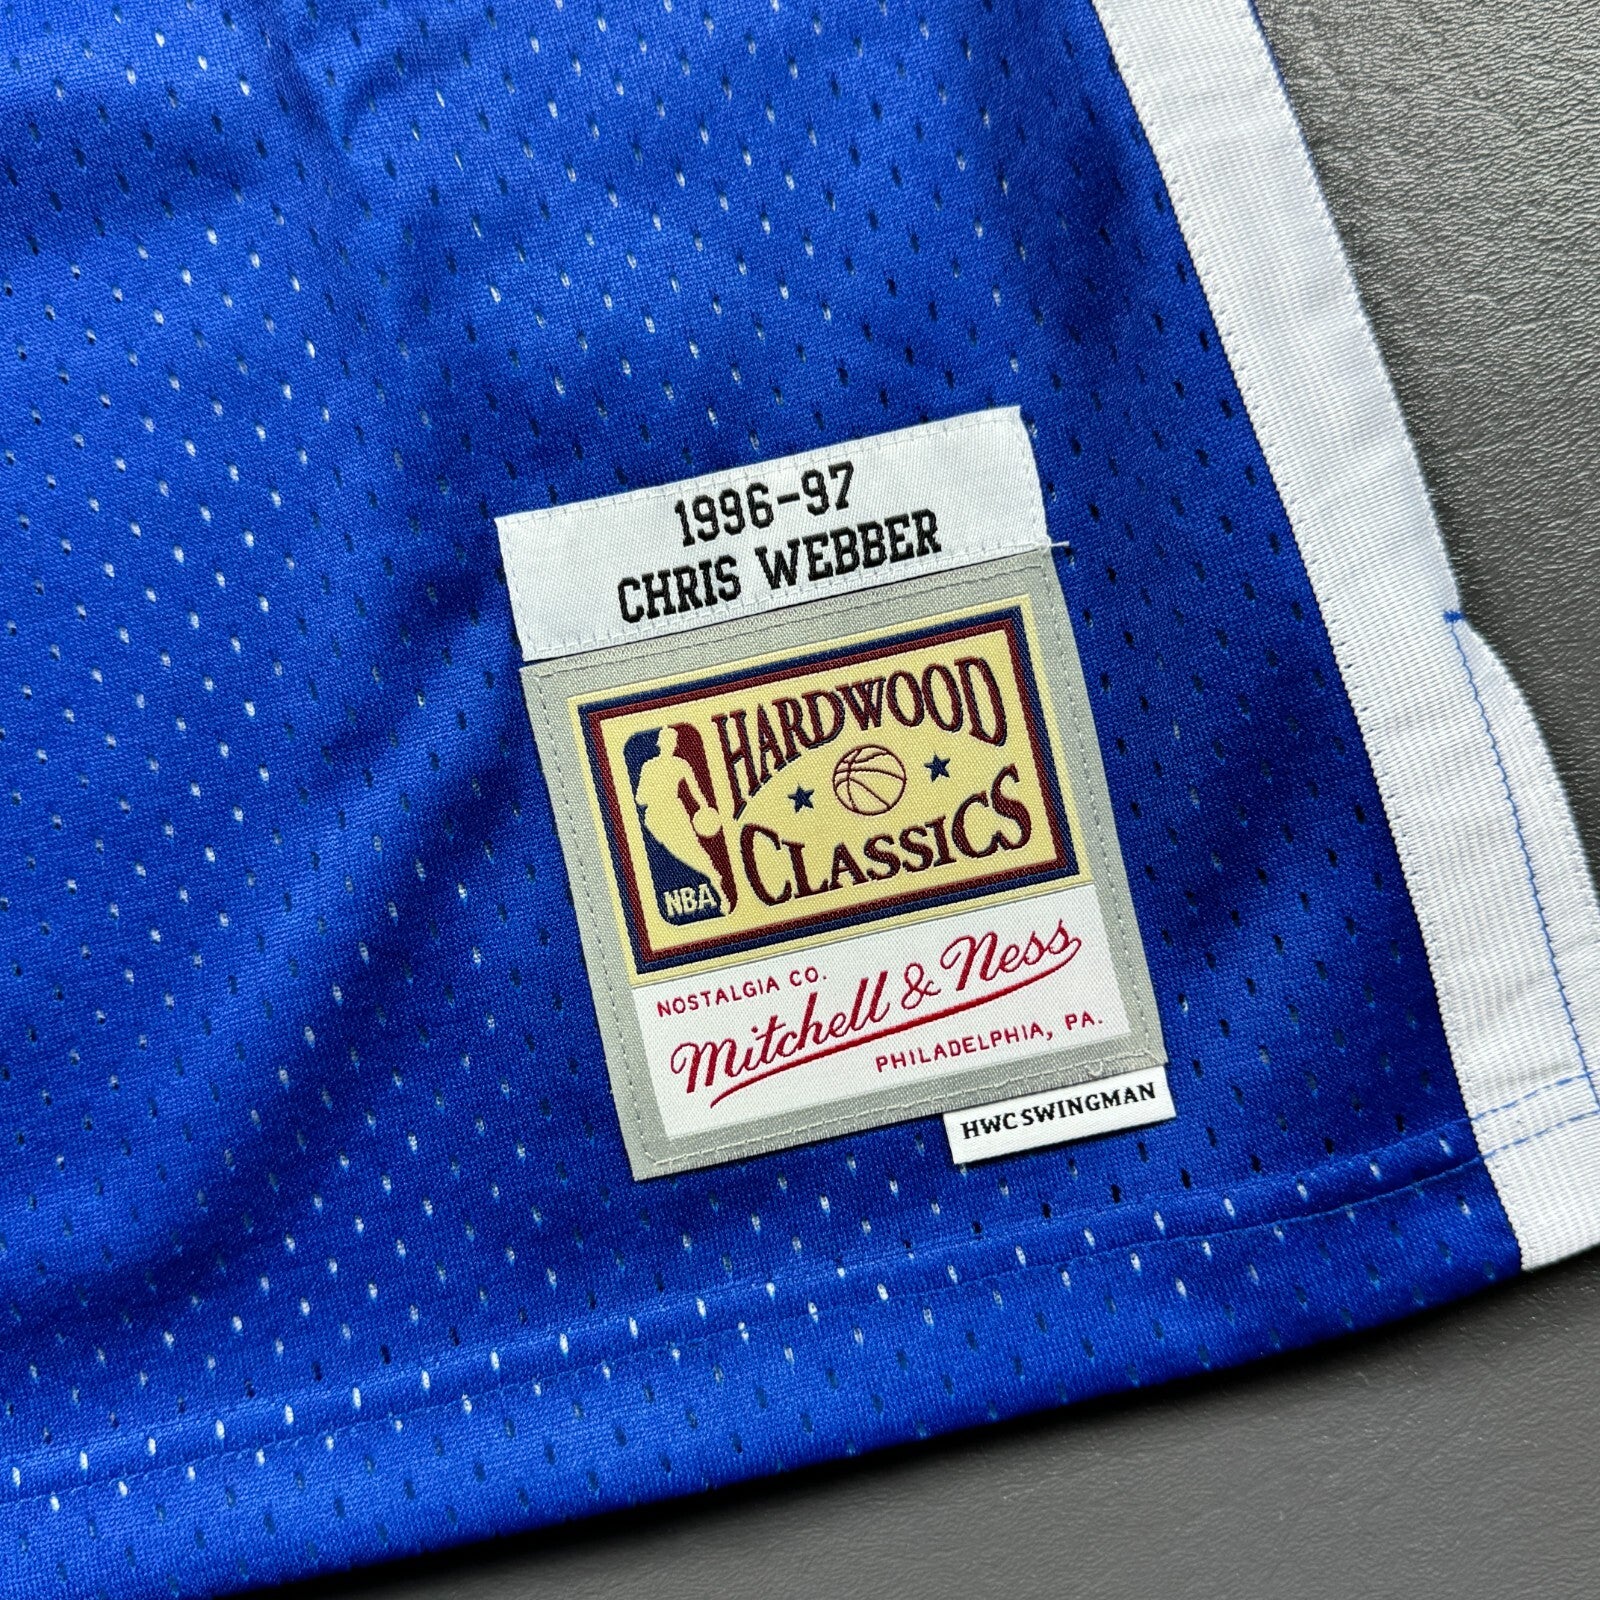 1996-97
CHRIS WEBBER
HARDWOOD
CLASSICS
NBA
NOSTALGIA CO.
Mitchell & Ness
PHILADELPHIA, PA.
HWC SWINGMAN